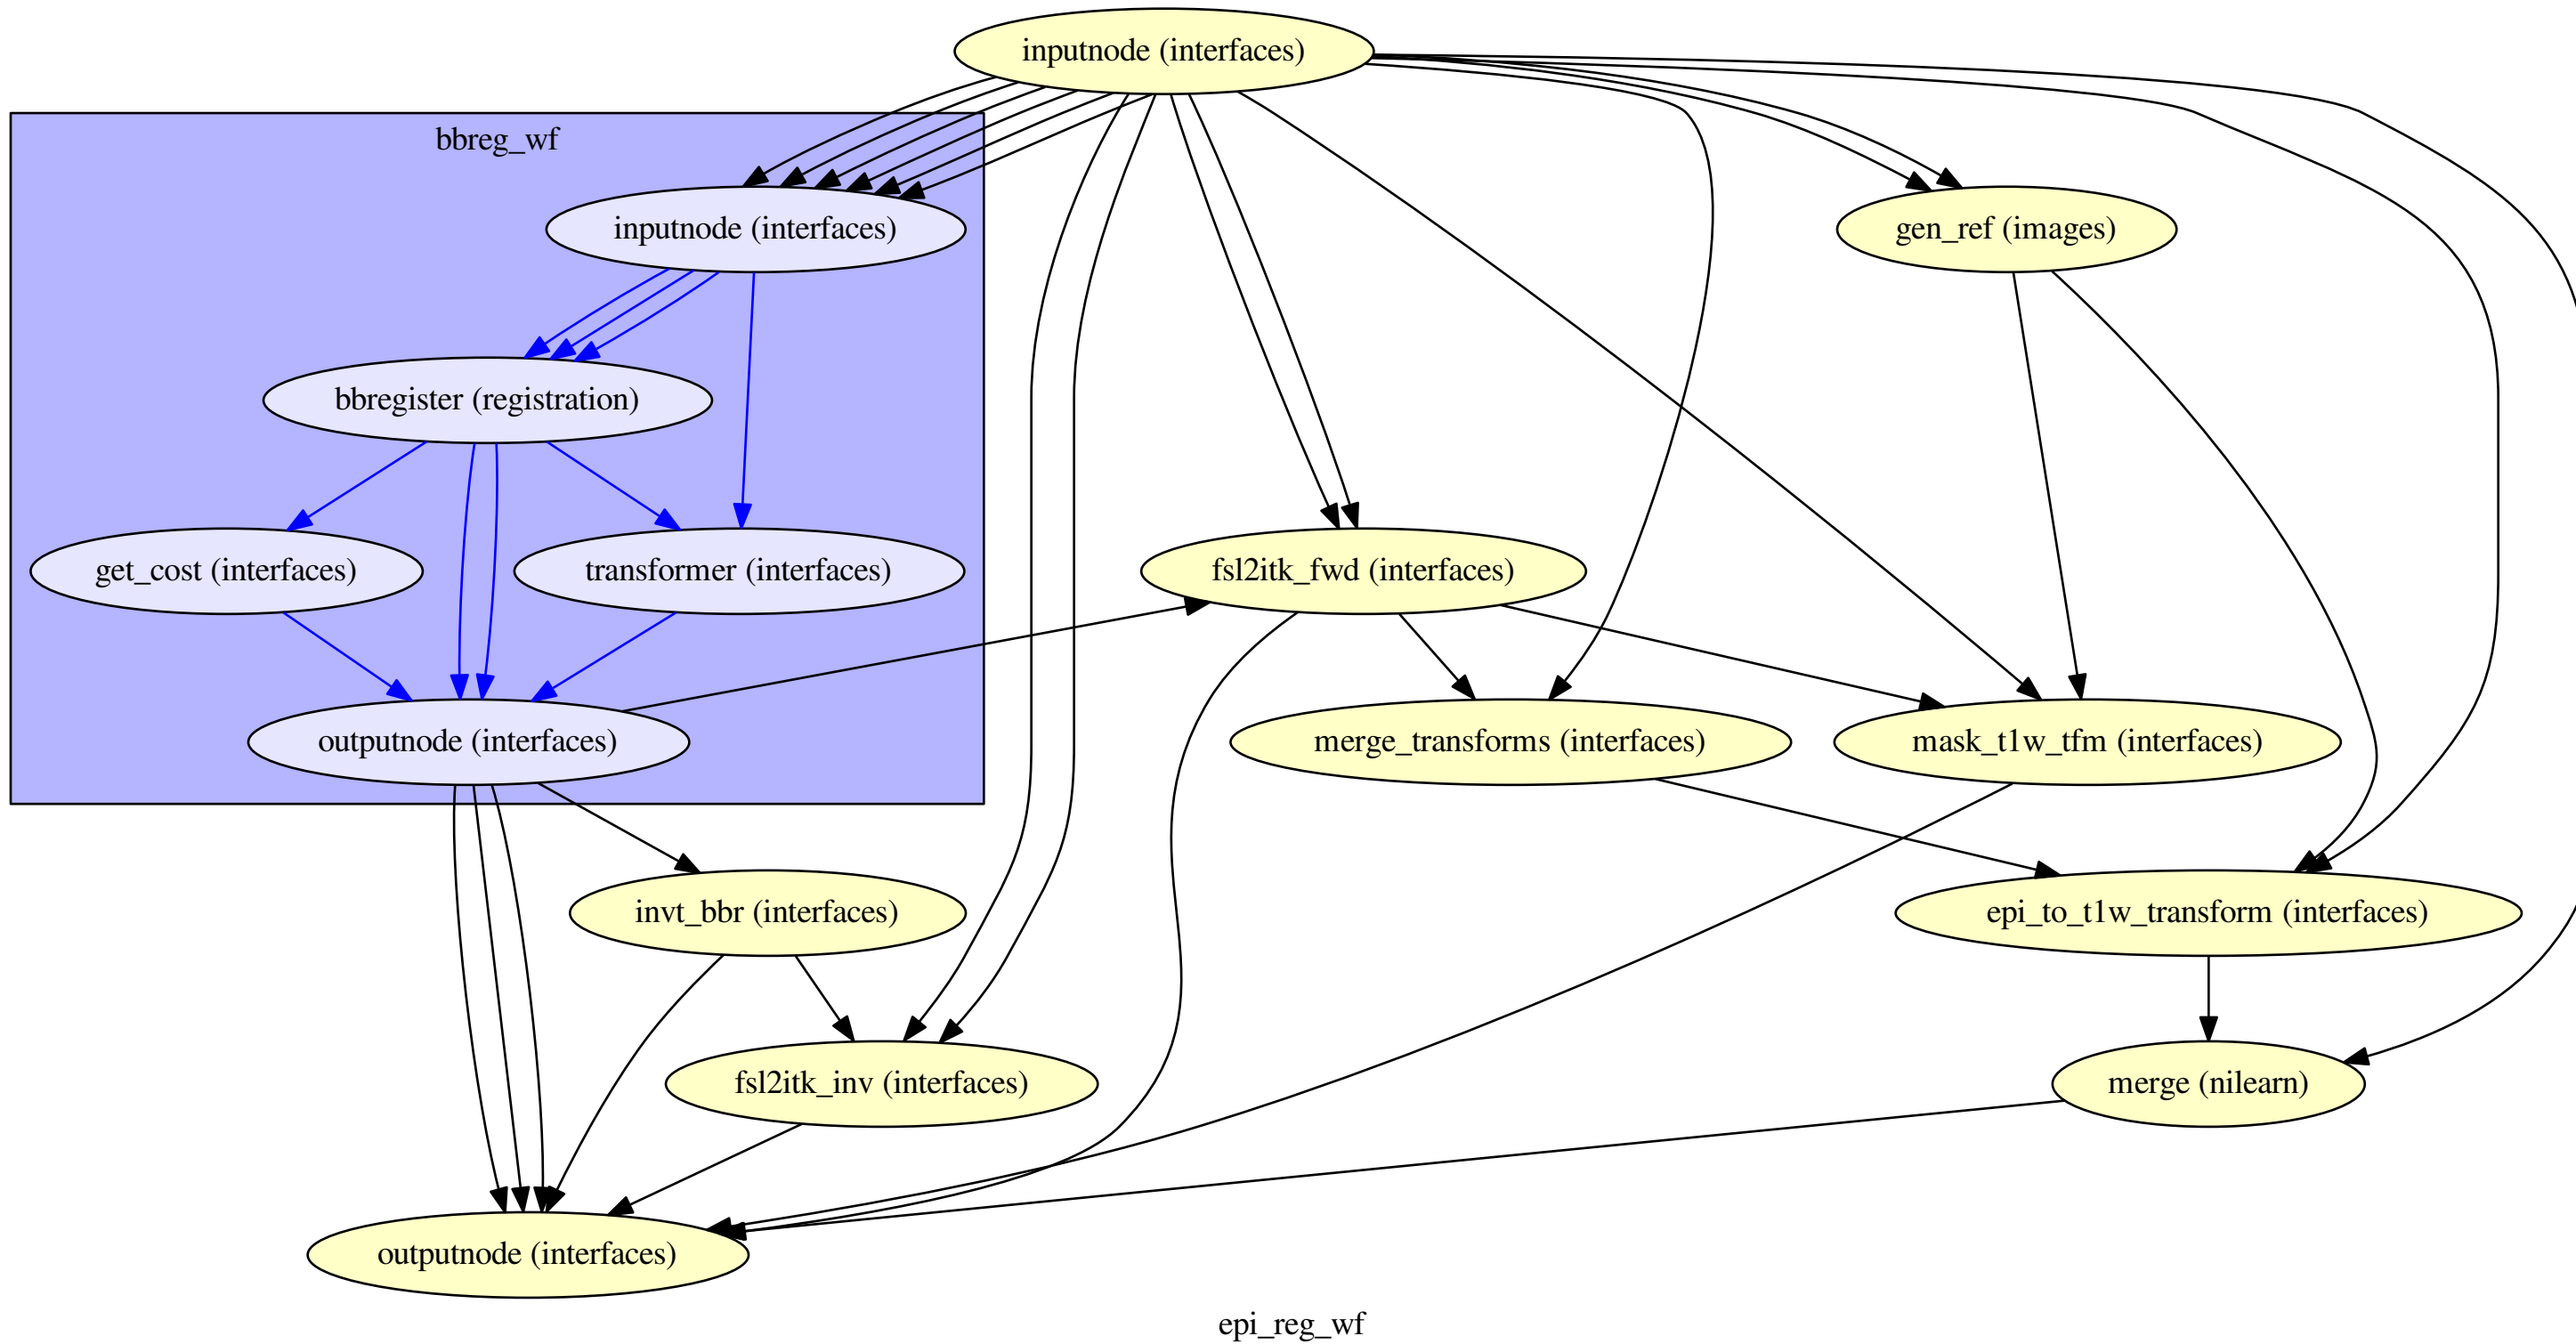 inputnode (interfaces)
bbreg_wf
inputnode (interfaces)
gen_ref (images)
bbregister (registration)
get_cost (interfaces)
transformer (interfaces)
fsl2itk_fwd (interfaces)
outputnode (interfaces)
merge_transforms (interfaces)
mask_t1w_tfm (interfaces)
invt_bbr (interfaces)
epi_to_t1w_transform (interfaces)
fsl2itk_inv (interfaces)
merge (nilearn)
outputnode (interfaces)
epi_reg_wf